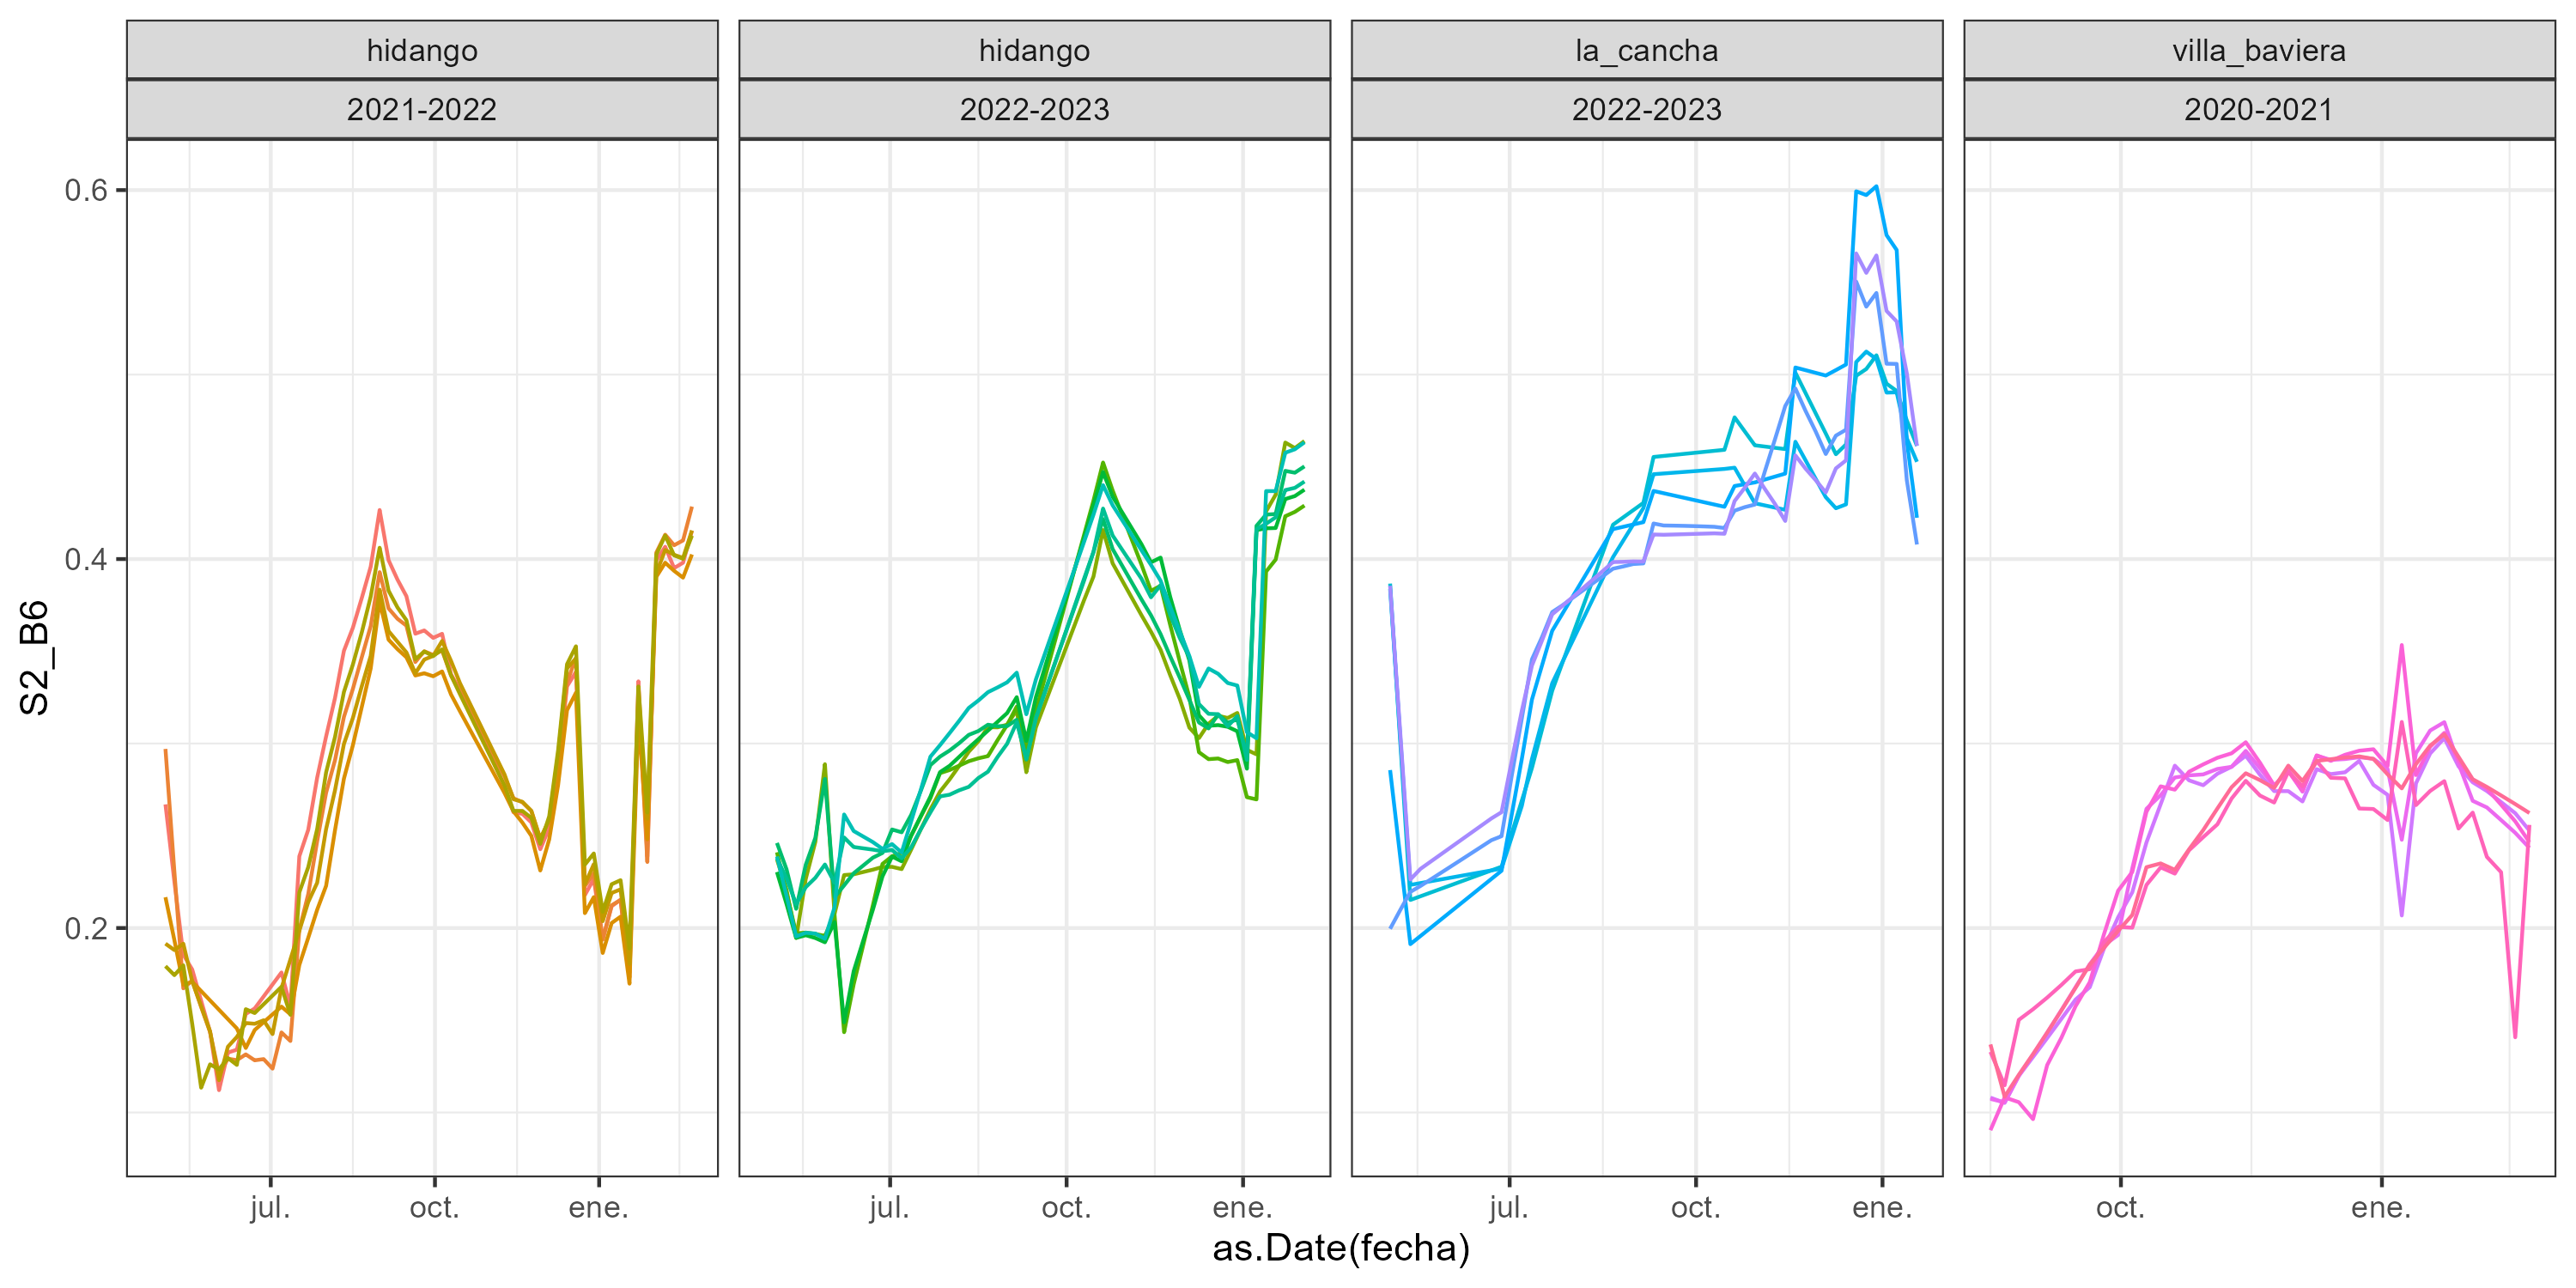 hidango
hidango
la_cancha
villa_baviera
2021-2022
2022-2023
2022-2023
2020-2021
0.6
0.4
0.2
S2_B6
jul.
oct.
ene.
jul.
oct.
ene.
jul.
oct.
ene.
oct.
ene.
as.Date(fecha)